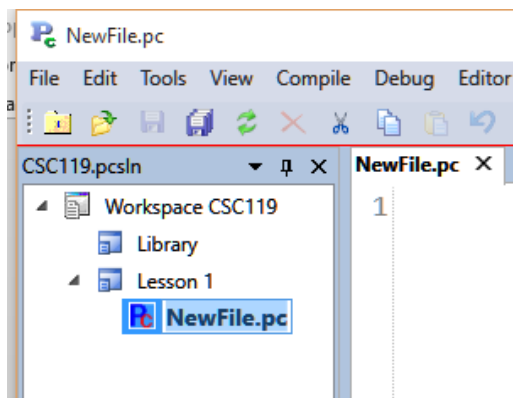 NewFile.pc
File Edit Tools View Compile Debug Editor
CSC119.pcsln
NewFile.pc
Workspace CSC119
1
Library
Lesson 1
NewFile.pc